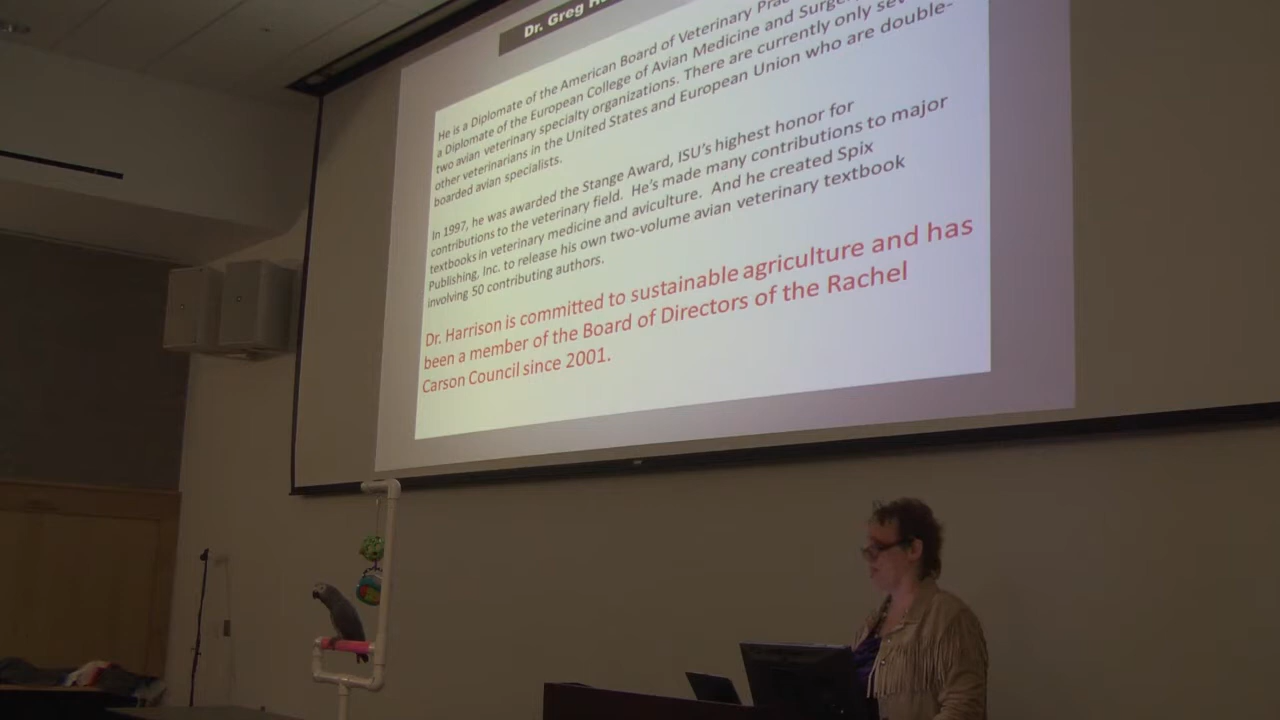 Dr. Greg
He is a Diplomate of the American Board of Veterinary
a Diplomate of the European College of Avian Medicine and
two avian veterinary specialty organizations. There are currently only
other veterinarians in the United States and European Union who are double-
boarded avian specialists.
In 1997, he was awarded the Stange Award, ISU's highest honor for
contributions to the veterinary field. He's made many contributions to major
textbooks in veterinary medicine and aviculture. And he created Spix
Publishing, Inc. to release his own two-volume avian veterinary textbook
involving 50 contributing authors.
Dr. Harrison is committed to sustainable agriculture and has
been a member of the Board of Directors of the Rachel
Carson Council since 2001.